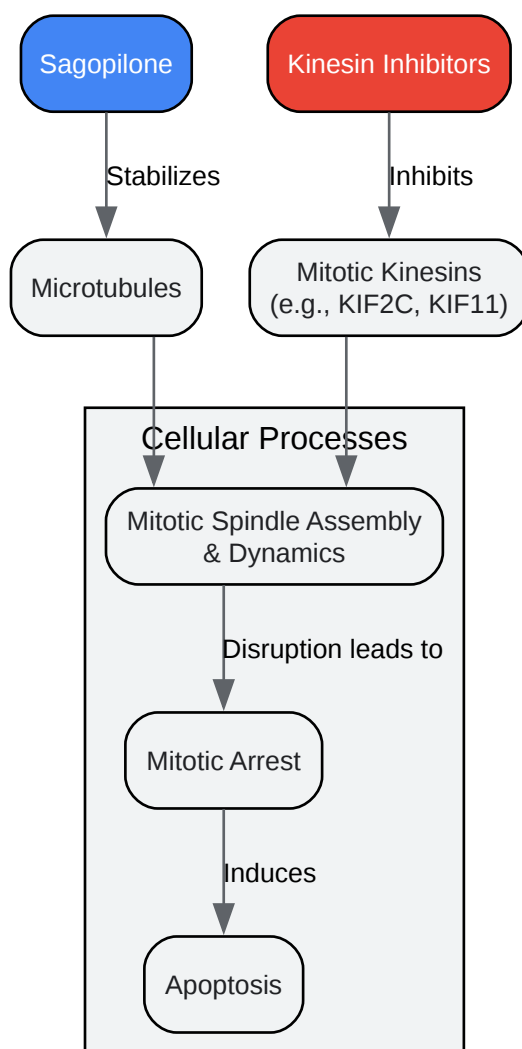 Sagopilone
Kinesin Inhibitors
Stabilizes
Inhibits
Microtubules
Mitotic Kinesins
(e.g., KIF2C, KIF11)
Cellular Processes
Mitotic Spindle Assembly
& Dynamics
Disruption leads to
Mitotic Arrest
Induces
Apoptosis